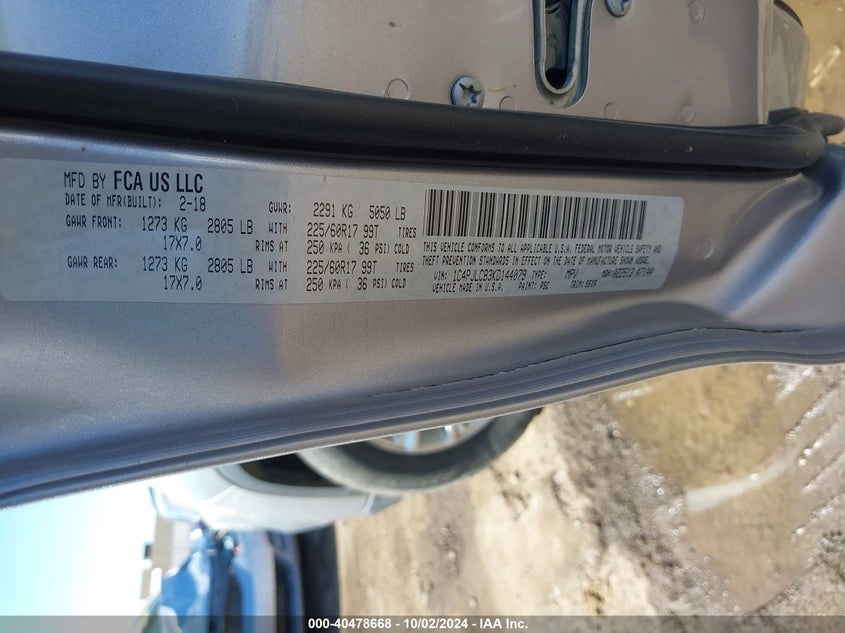 MFD BY FCA US LLC
DATE OF MFR(BUILT): 2-18
GVWR: 2291 KG 5050 LB
GAWR FRONT: 1273 KG 2805 LB WITH 225/60R17 99T TIRES
17X7.0 RIMS AT 250 KPA ( 36 PSI) COLD
GAWR REAR: 1273 KG 2805 LB WITH 225/60R17 99T TIRES
17X7.0 RIMS AT 250 KPA ( 36 PSI) COLD
THIS VEHICLE CONFORMS TO ALL APPLICABLE U.S.A. FEDERAL MOTOR VEHICLE SAFETY AND
THEFT PREVENTION STANDARDS IN EFFECT ON THE DATE OF MANUFACTURE SHOWN ABOVE.
VIN: 1C4PJLCB3KD144079 TYPE: MPV MDH: 022513 471AA
VEHICLE MADE IN U.S.A. PAINT: PSC TRIM:
000-40478668 - 10/02/2024 - IAA Inc.